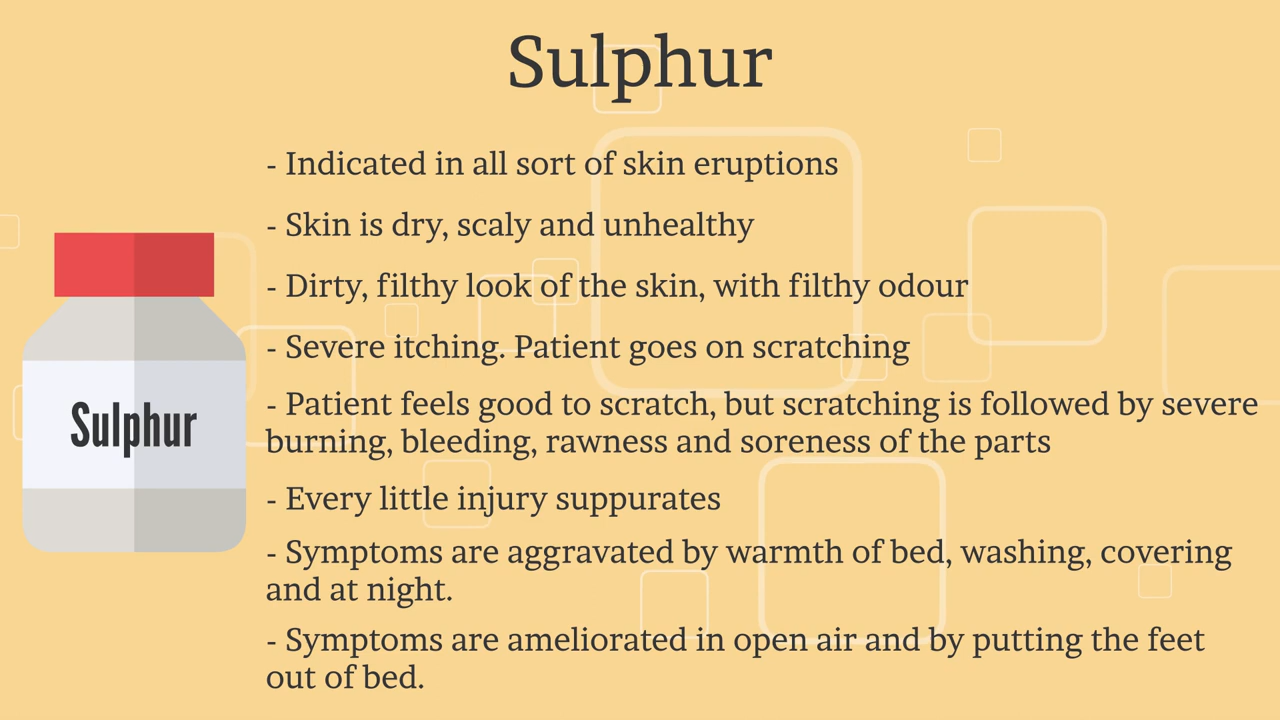 Sulphur
- Indicated in all sort of skin eruptions
- Skin is dry, scaly and unhealthy
- Dirty, filthy look of the skin, with filthy odour
- Severe itching. Patient goes on scratching
- Patient feels good to scratch, but scratching is followed by severe
burning, bleeding, rawness and soreness of the parts
Sulphur
- Every little injury suppurates
- Symptoms are aggravated by warmth of bed, washing, covering
and at night.
- Symptoms are ameliorated in open air and by putting the feet
out of bed.